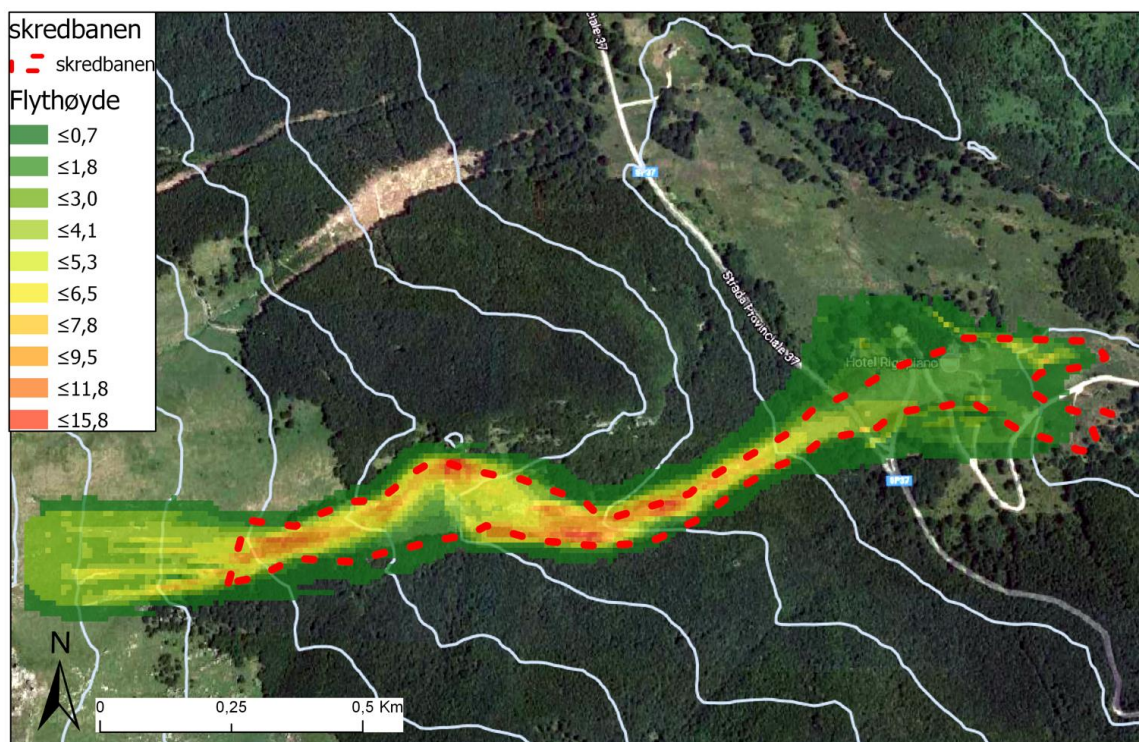 skredbanen
skredbanen
Flythøyde
≤0,7
≤1,8
≤3,0
≤4,1
≤5,3
≤6,5
≤7,8
≤9,5
≤11,8
≤15,8
Strada Provinciale 37
SP37
SP37
N
0
0,25
0,5 Km